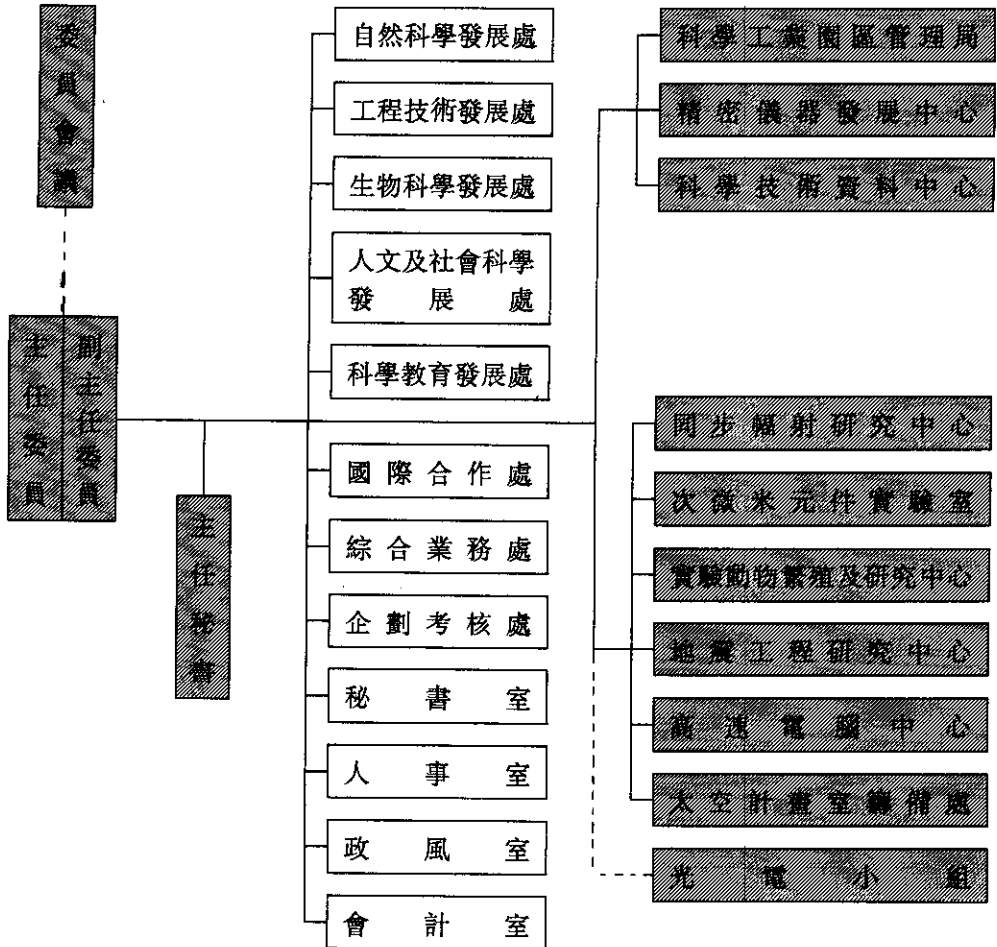 委員會議
主任委員
副主任委員
主任秘書
自然科學發展處
工程技術發展處
生物科學發展處
人文及社會科學
發展處
科學教育發展處
國際合作處
綜合業務處
企劃考核處
秘書室
人事室
政風室
會計室
科學工業園區管理局
精密儀器發展中心
科學技術資料中心
同步輻射研究中心
次微米元件實驗室
實驗動物繁殖及研究中心
地震工程研究中心
高速電腦中心
太空計畫室籌備處
光電小組